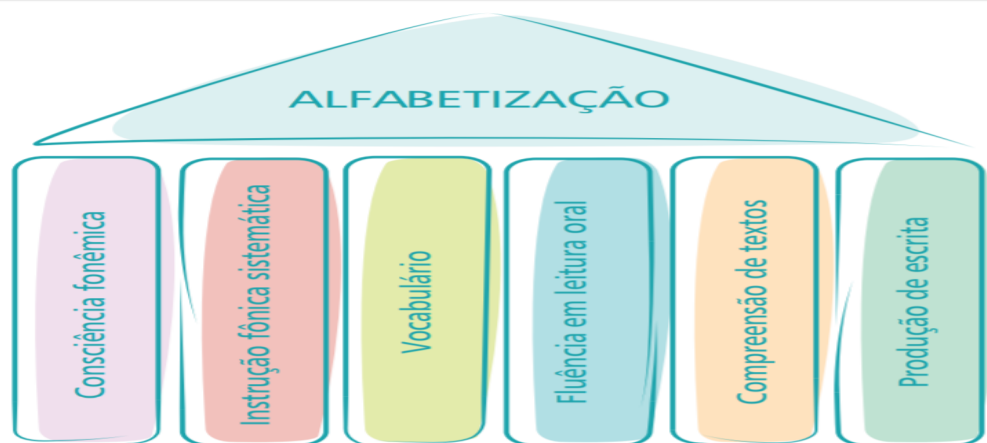 ALFABETIZAÇÃO
Consciência fonêmica
Instrução fônica sistemática
Vocabulário
Fluência em leitura oral
Compreensão de textos
Produção de escrita